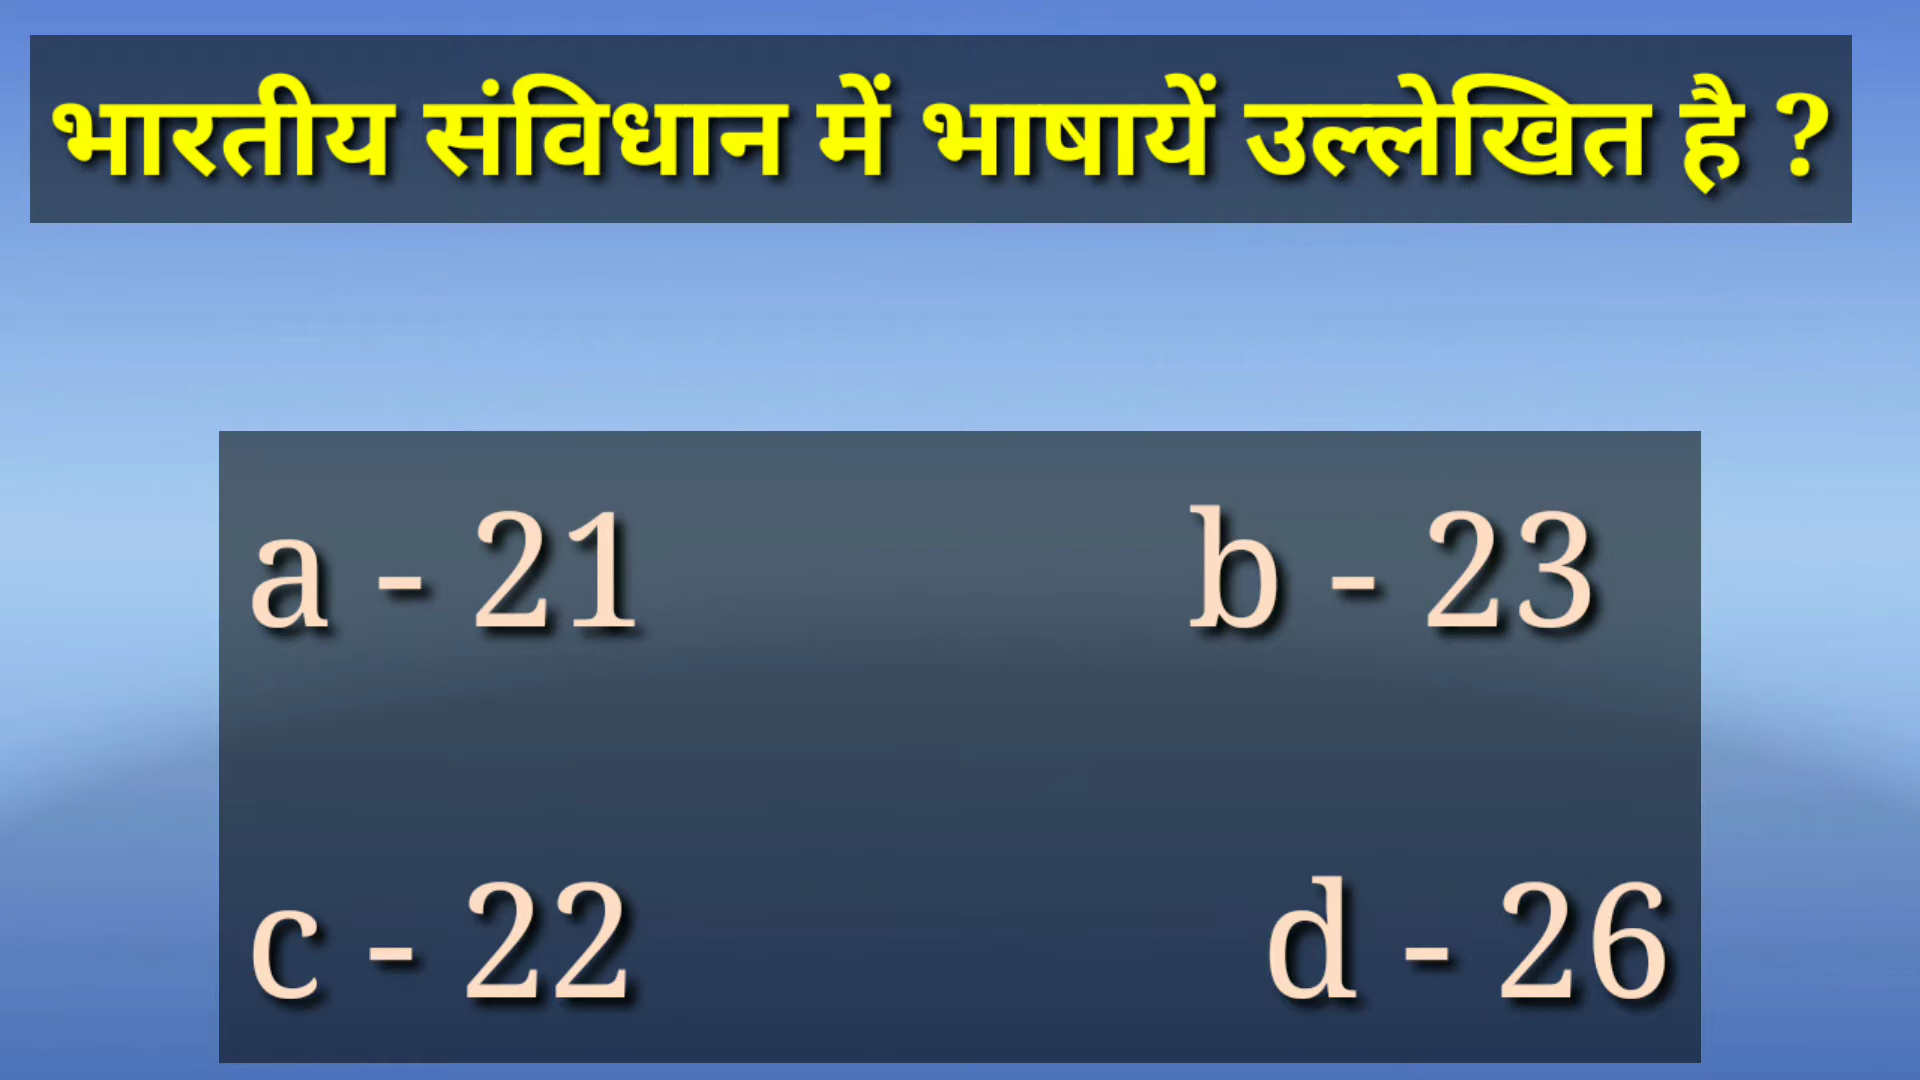 भारतीय संविधान में भाषायें उल्लेखित है ?
a - 21 b - 23
c - 22 d - 26